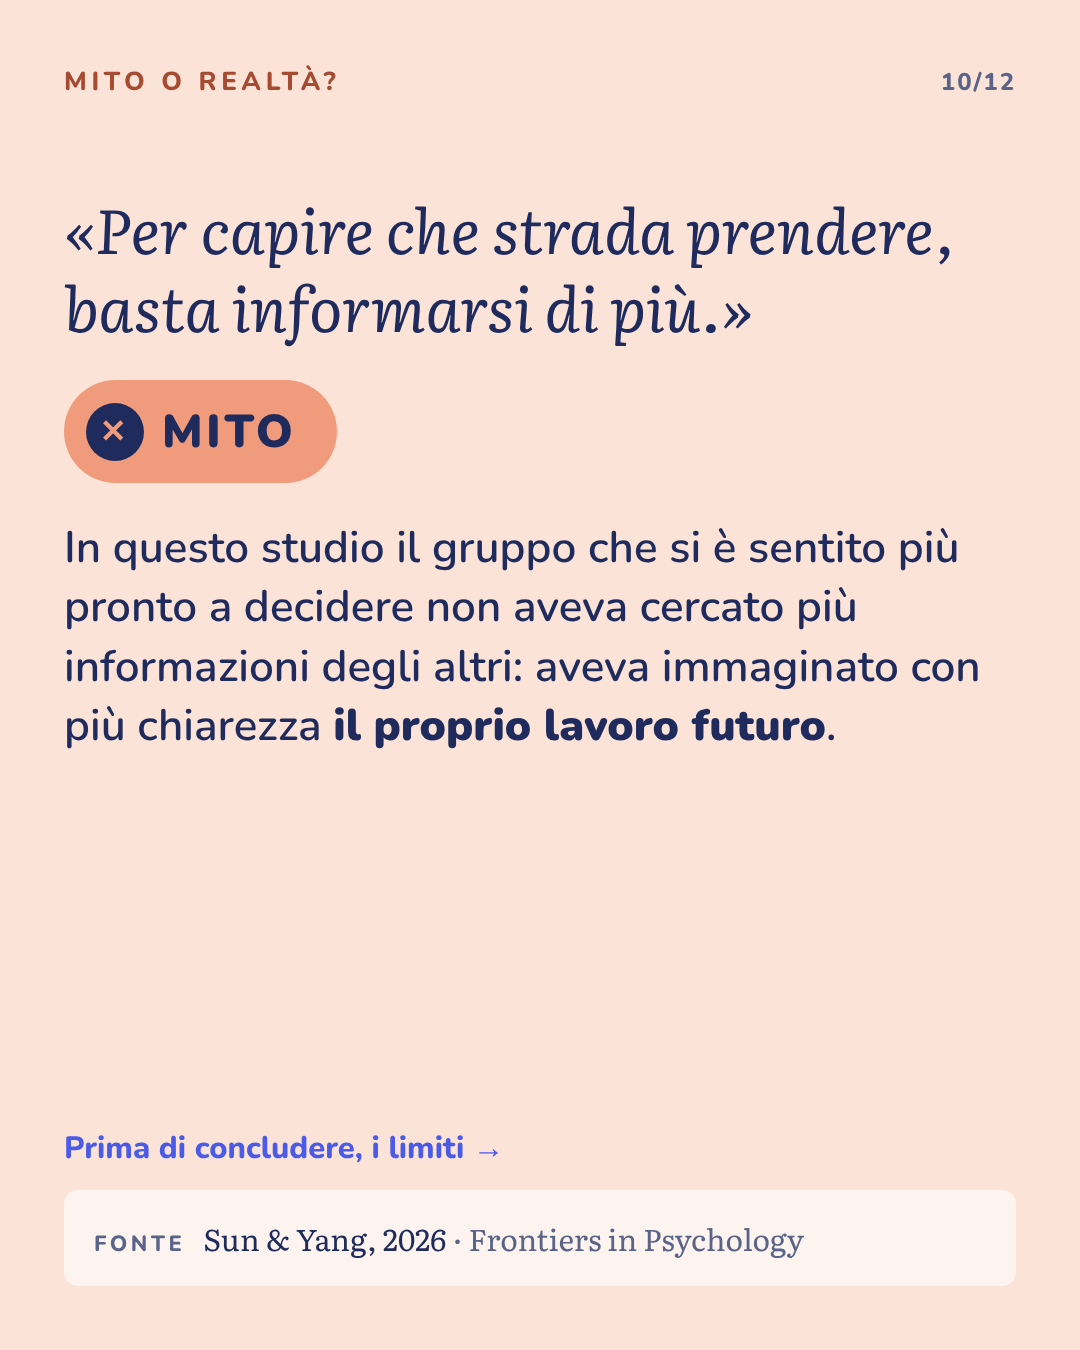 MITO O REALTÀ?
10/12
«Per capire che strada prendere,
basta informarsi di più.»
✕ MITO
In questo studio il gruppo che si è sentito più
pronto a decidere non aveva cercato più
informazioni degli altri: aveva immaginato con
più chiarezza il proprio lavoro futuro.
Prima di concludere, i limiti →
FONTE Sun & Yang, 2026 · Frontiers in Psychology